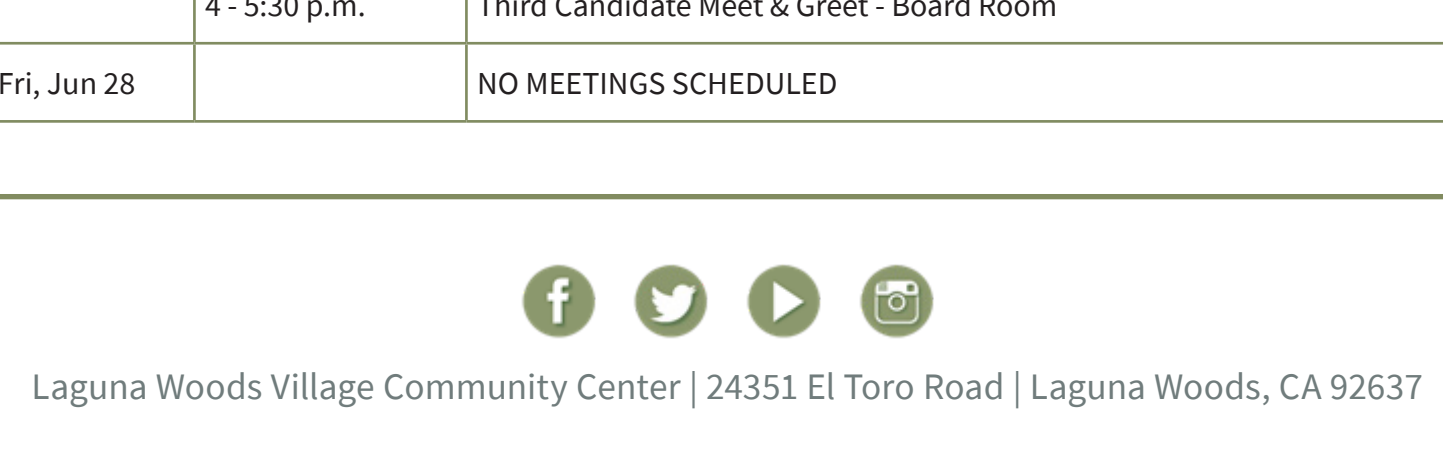 4 - 5:30 p.m. Third Candidate Meet & Greet - Board Room
Fri, Jun 28 NO MEETINGS SCHEDULED
Laguna Woods Village Community Center | 24351 El Toro Road | Laguna Woods, CA 92637